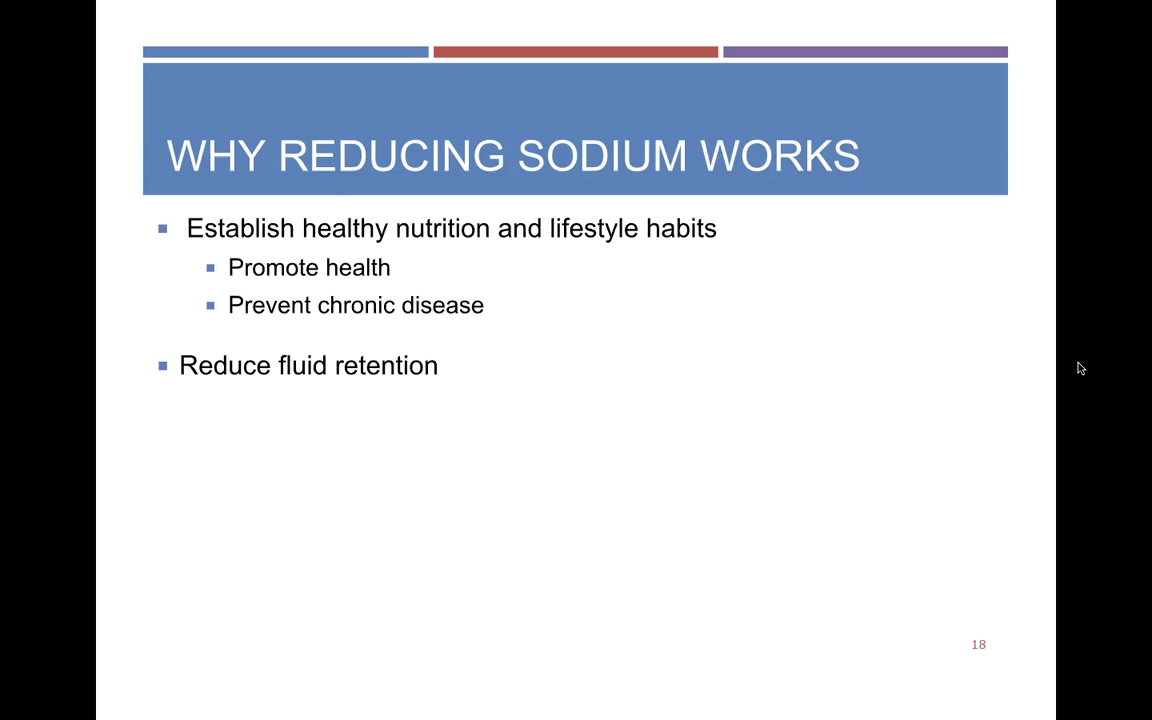 WHY REDUCING SODIUM WORKS
Establish healthy nutrition and lifestyle habits
Promote health
Prevent chronic disease
Reduce fluid retention
18